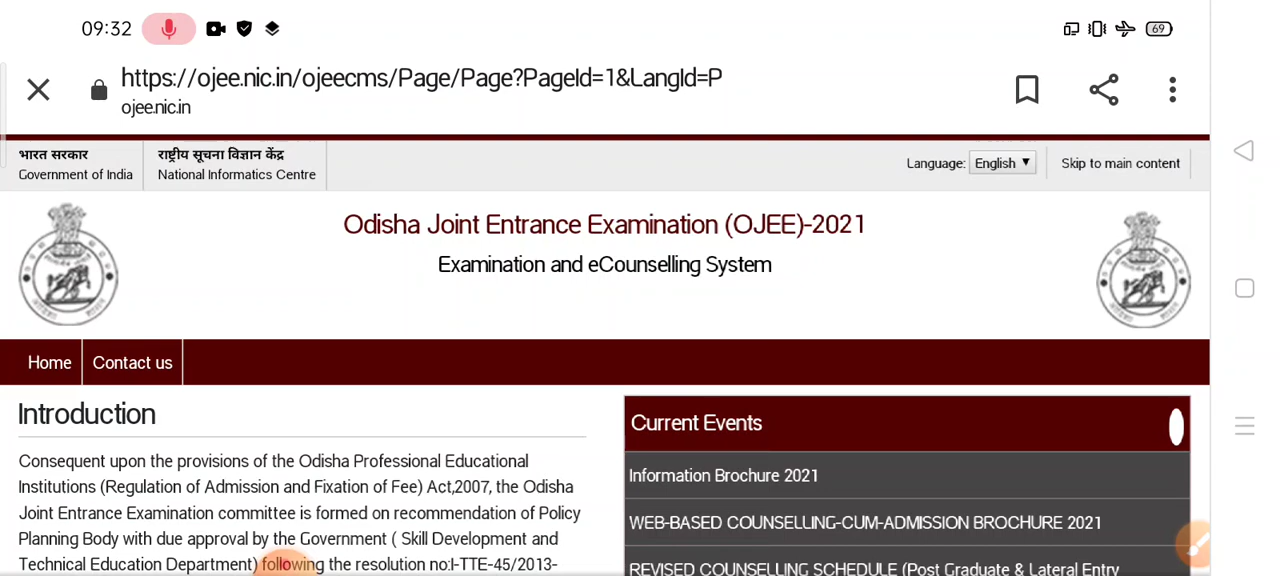 09:32
69
https://ojee.nic.in/ojeecms/Page/Page?PageId=1&LangId=P
ojee.nic.in
भारत सरकार
Government of India
राष्ट्रीय सूचना विज्ञान केंद्र
National Informatics Centre
Language: English ▼
Skip to main content
Odisha Joint Entrance Examination (OJEE)-2021
Examination and eCounselling System
Home
Contact us
Introduction
Consequent upon the provisions of the Odisha Professional Educational
Institutions (Regulation of Admission and Fixation of Fee) Act,2007, the Odisha
Joint Entrance Examination committee is formed on recommendation of Policy
Planning Body with due approval by the Government ( Skill Development and
Technical Education Department) following the resolution no:I-TTE-45/2013-
Current Events
Information Brochure 2021
WEB-BASED COUNSELLING-CUM-ADMISSION BROCHURE 2021
REVISED COUNSELLING SCHEDULE (Post Graduate & Lateral Entry